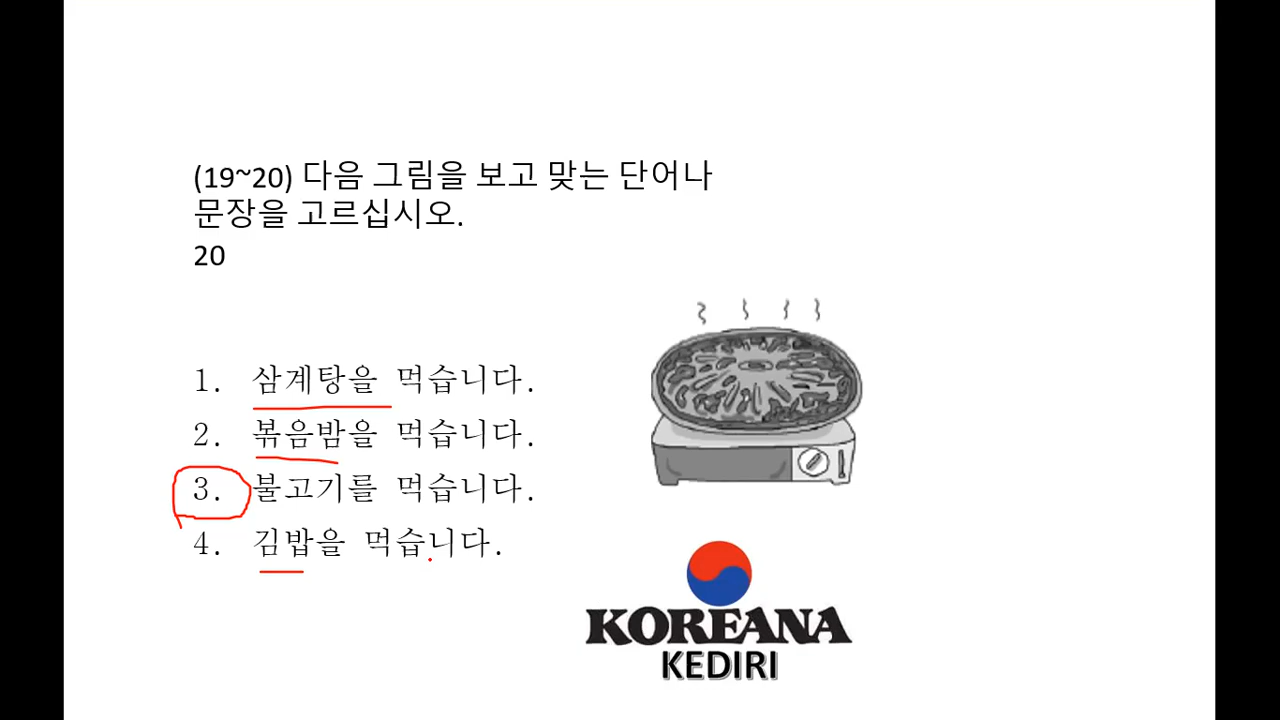 (19~20) 다음 그림을 보고 맞는 단어나
문장을 고르십시오.
20
1. 삼계탕을 먹습니다.
2. 볶음밤을 먹습니다.
3. 불고기를 먹습니다.
4. 김밥을 먹습니다.
KOREANA
KEDIRI